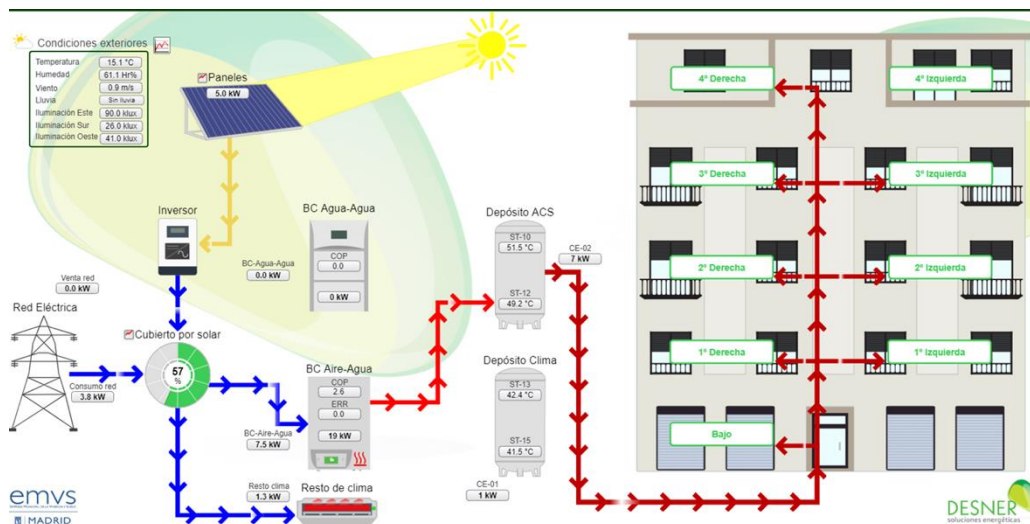 Condiciones exteriores
Temperatura 15.1 °C
Humedad 61.1 Hr%
Viento 0.9 m/s
Lluvia Sin lluvia
Iluminación Este 90.0 klux
Iluminación Sur 26.0 klux
Iluminación Oeste 41.0 klux
Paneles
5.0 kW
Inversor
BC Agua-Agua
COP
0.0
0 kW
BC-Agua-Agua
0.0 kW
Venta red
0.0 kW
Red Eléctrica
Consumo red
3.8 kW
Cubierto por solar
57
%
BC Aire-Agua
COP
2.6
ERR
0.0
19 kW
BC-Aire-Agua
7.5 kW
Resto clima
1.3 kW
Resto de clima
Depósito ACS
ST-10
51.5 °C
ST-12
49.2 °C
CE-02
7 kW
Depósito Clima
ST-13
42.4 °C
ST-15
41.5 °C
CE-01
1 kW
4º Derecha
4º Izquierda
3º Derecha
3º Izquierda
2º Derecha
2º Izquierda
1º Derecha
1º Izquierda
Bajo
emvs
MADRID
DESNER
soluciones energéticas